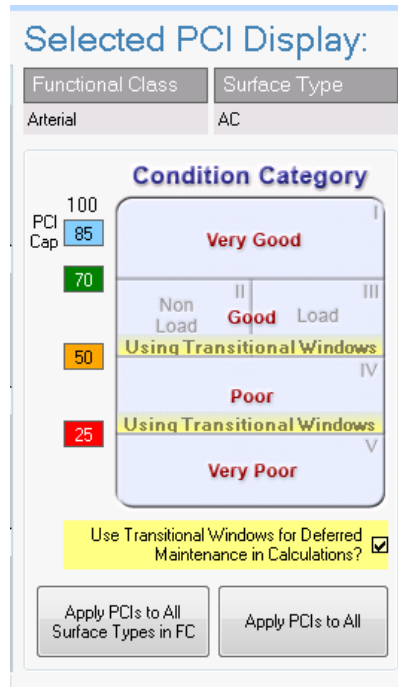 Selected PCI Display:
Functional Class Surface Type
Arterial AC
Condition Category
100
PCI Cap 85
I
Very Good
70
II III
Non Load Good Load
Using Transitional Windows
50
IV
Poor
Using Transitional Windows
25
V
Very Poor
Use Transitional Windows for Deferred
Maintenance in Calculations?
Apply PCIs to All
Surface Types in FC
Apply PCIs to All